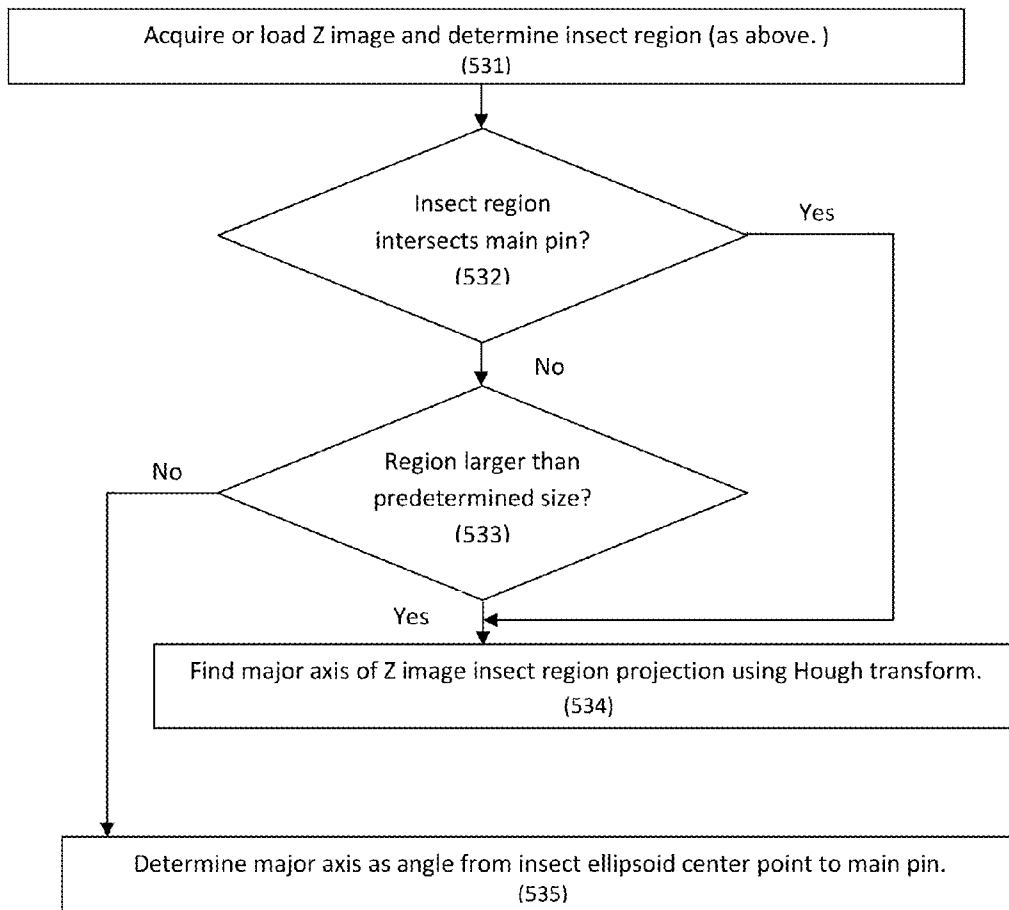 Acquire or load Z image and determine insect region (as above. )
(531)
Insect region
intersects main pin?
(532)
Yes
No
Region larger than
predetermined size?
(533)
No
Yes
Find major axis of Z image insect region projection using Hough transform.
(534)
Determine major axis as angle from insect ellipsoid center point to main pin.
(535)